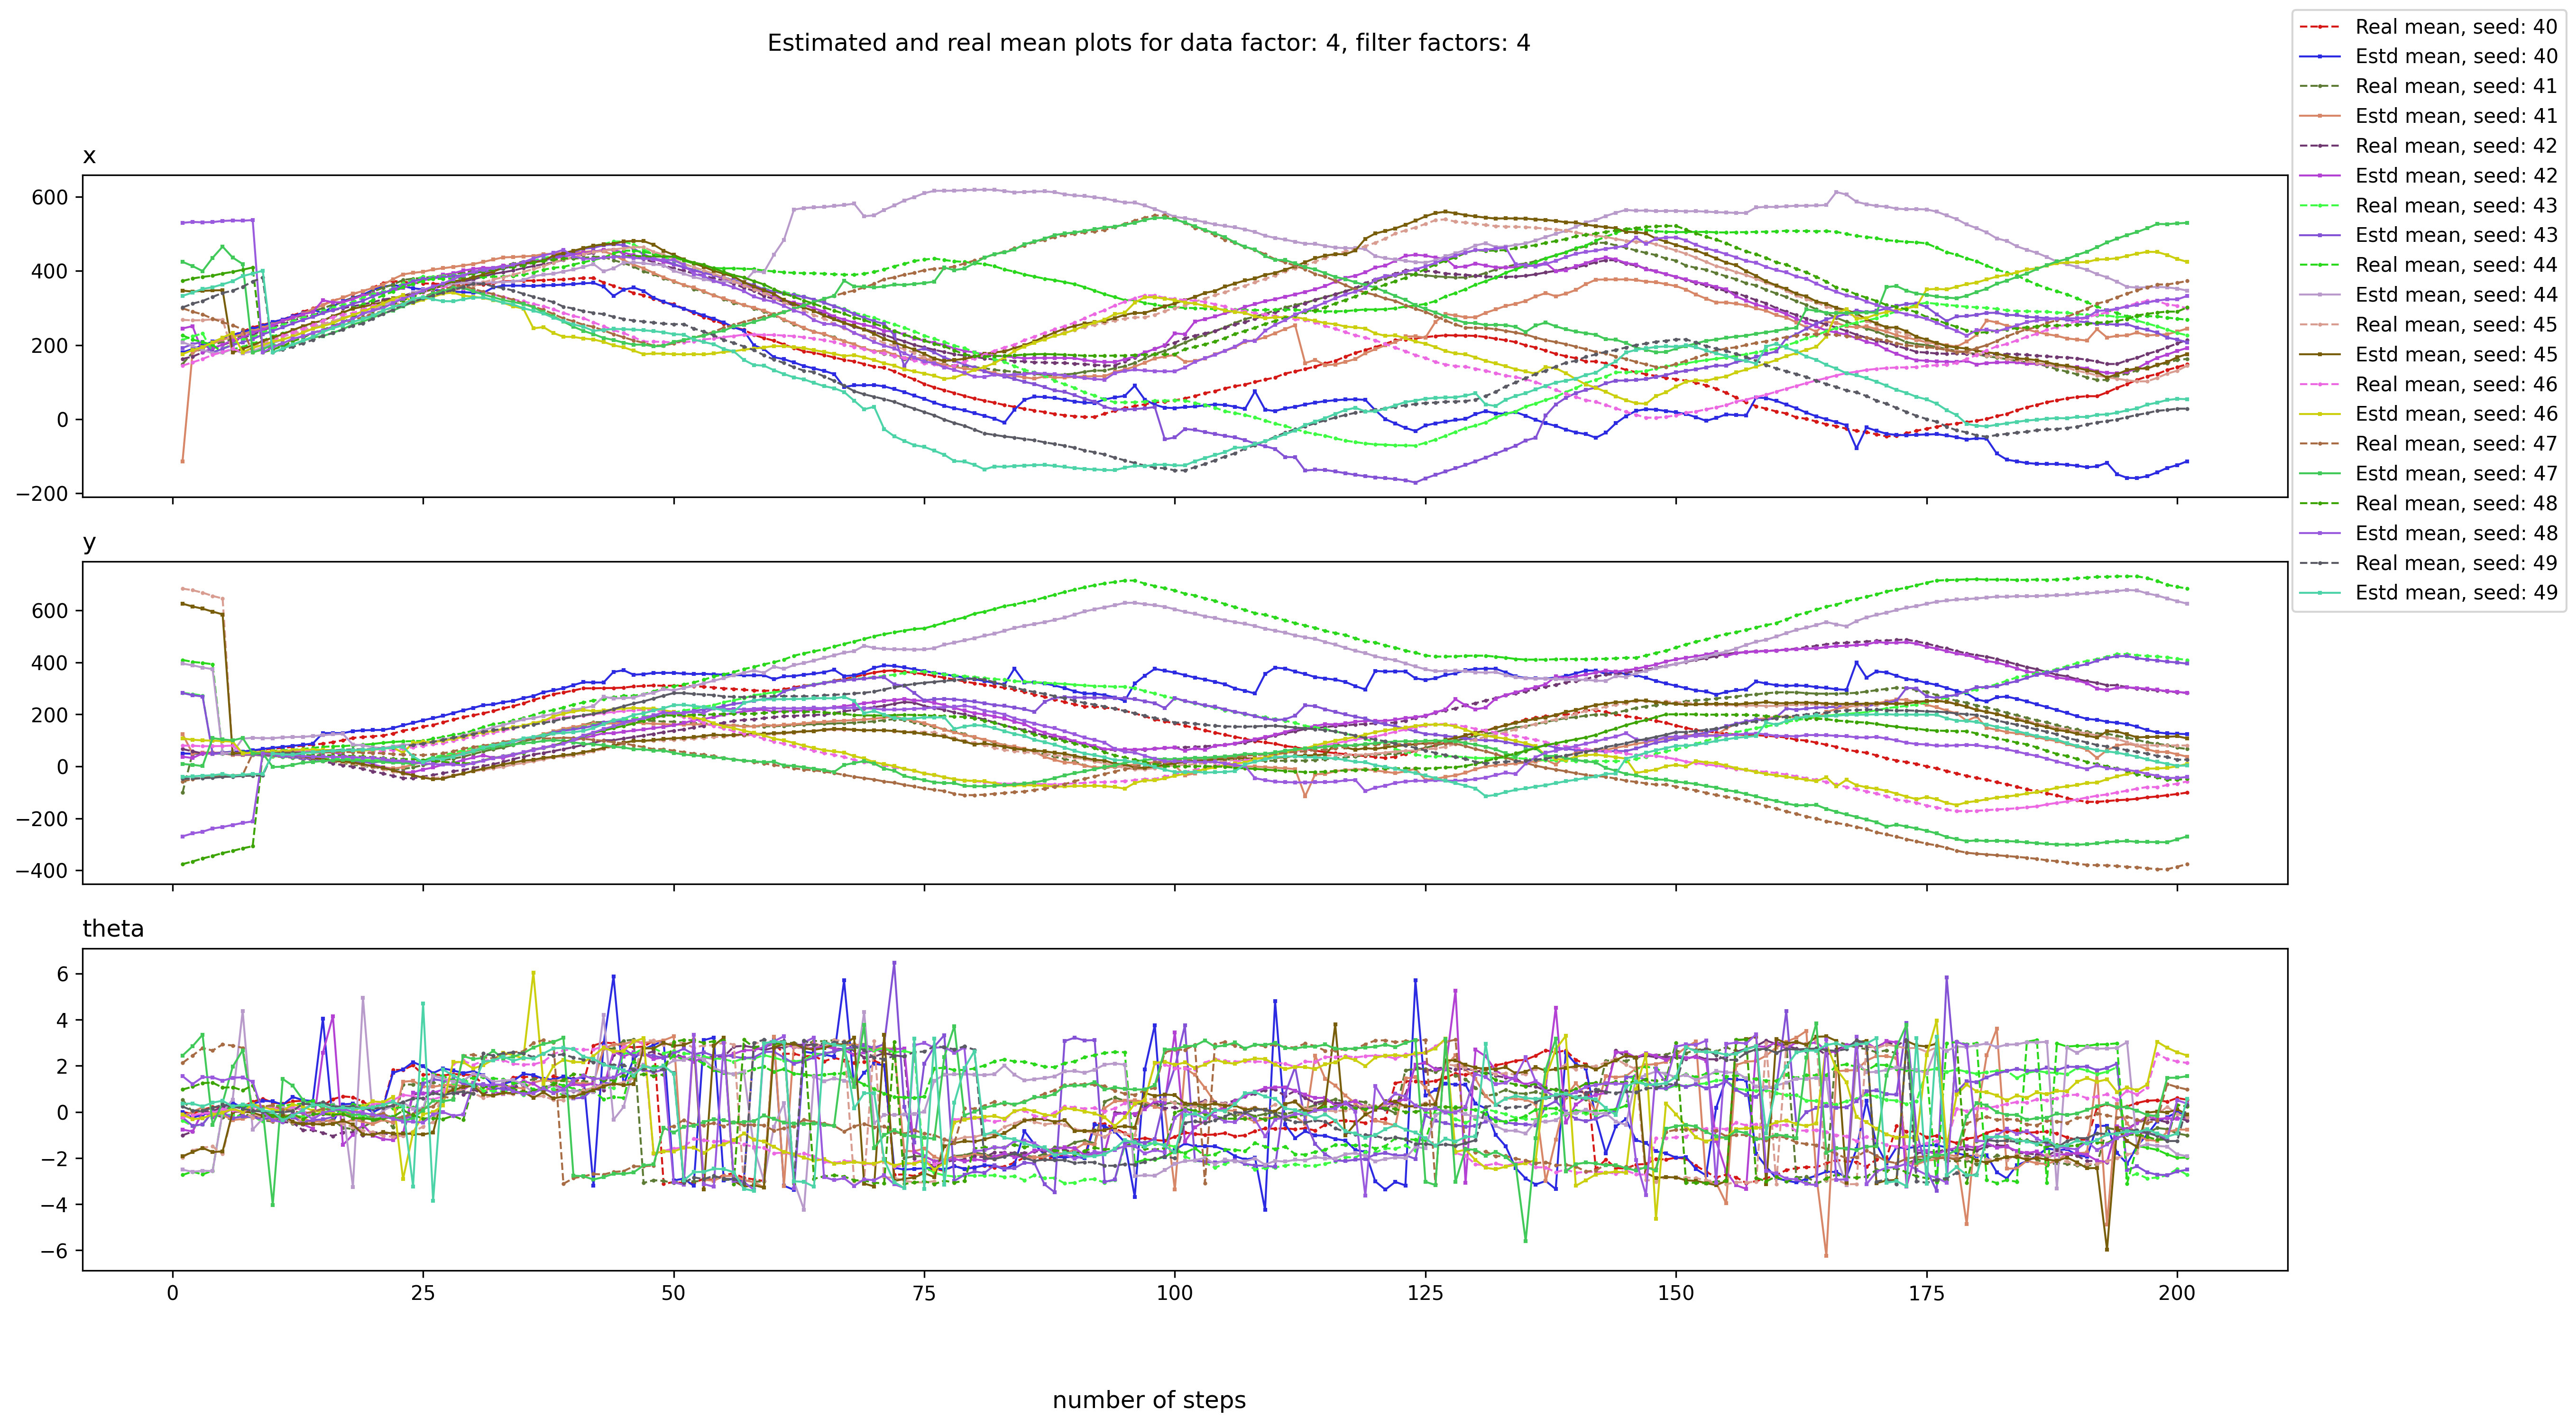 Estimated and real mean plots for data factor: 4, filter factors: 4
Real mean, seed: 40
Estd mean, seed: 40
Real mean, seed: 41
Estd mean, seed: 41
Real mean, seed: 42
Estd mean, seed: 42
Real mean, seed: 43
Estd mean, seed: 43
Real mean, seed: 44
Estd mean, seed: 44
Real mean, seed: 45
Estd mean, seed: 45
Real mean, seed: 46
Estd mean, seed: 46
Real mean, seed: 47
Estd mean, seed: 47
Real mean, seed: 48
Estd mean, seed: 48
Real mean, seed: 49
Estd mean, seed: 49
x
600
400
200
0
−200
y
600
400
200
0
−200
−400
theta
6
4
2
0
−2
−4
−6
0 25 50 75 100 125 150 175 200
number of steps